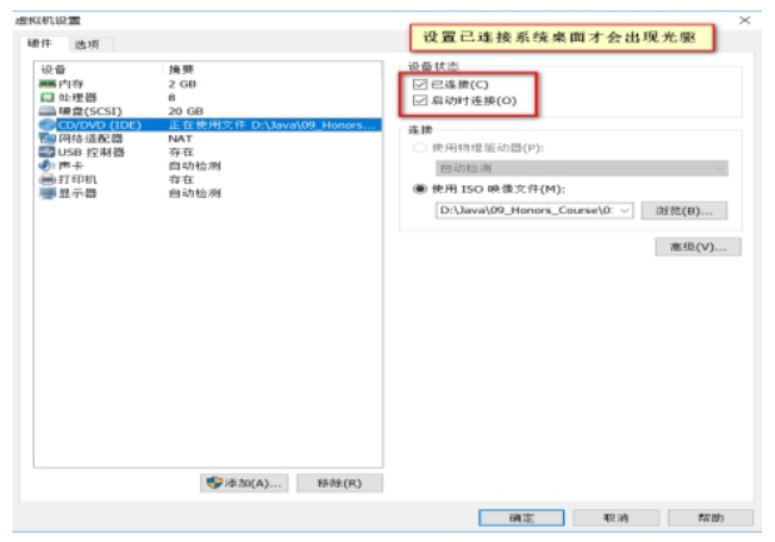 虚拟机设置
设置已连接系统桌面才会出现光驱
硬件 选项
设备 摘要
内存 2 GB
处理器 8
硬盘(SCSI) 20 GB
CD/DVD (IDE) 正在使用文件 D:\Java\09_Honors...
网络适配器 NAT
USB 控制器 存在
声卡 自动检测
打印机 存在
显示器 自动检测
设备状态
已连接(C)
启动时连接(O)
连接
使用物理驱动器(P):
自动检测
使用 ISO 映像文件(M):
D:\Java\09_Honors_Course\0:
浏览(B)...
高级(V)...
添加(A)... 移除(R)
确定 取消 帮助